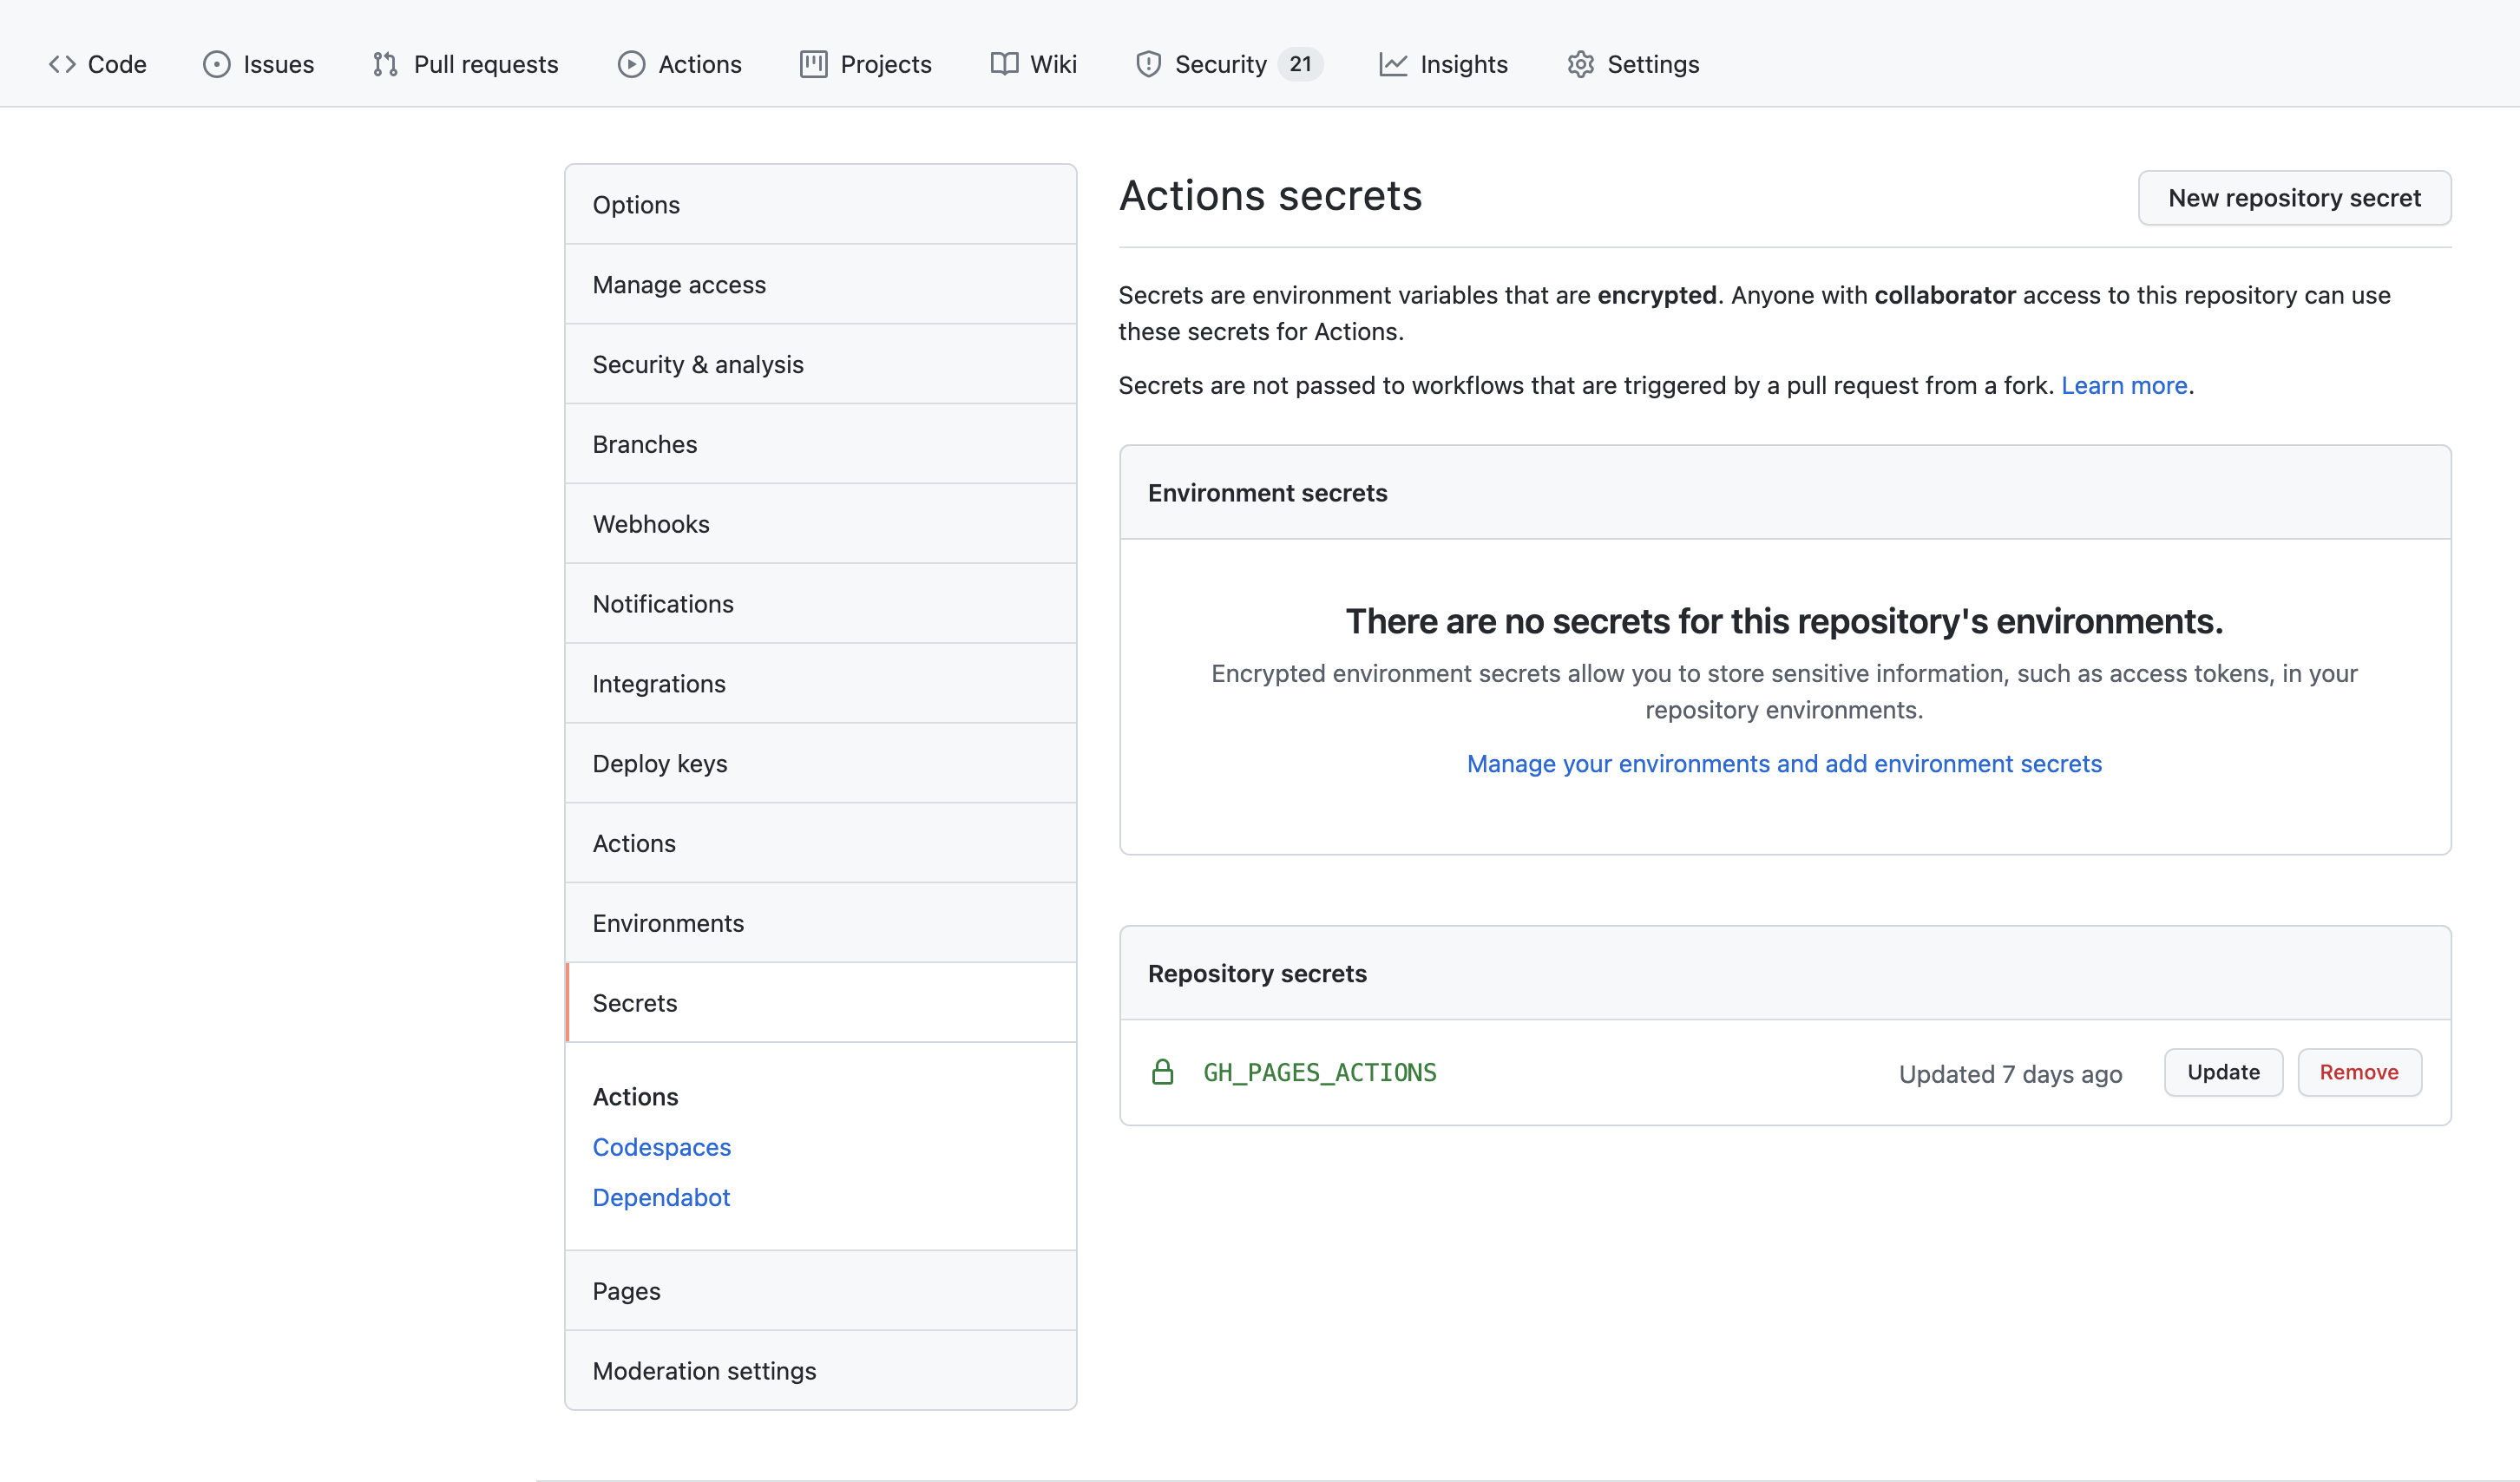 Code Issues Pull requests Actions Projects Wiki Security 21 Insights Settings
Options
Manage access
Security & analysis
Branches
Webhooks
Notifications
Integrations
Deploy keys
Actions
Environments
Secrets
Actions
Codespaces
Dependabot
Pages
Moderation settings
Actions secrets
New repository secret
Secrets are environment variables that are encrypted. Anyone with collaborator access to this repository can use
these secrets for Actions.
Secrets are not passed to workflows that are triggered by a pull request from a fork. Learn more.
Environment secrets
There are no secrets for this repository's environments.
Encrypted environment secrets allow you to store sensitive information, such as access tokens, in your
repository environments.
Manage your environments and add environment secrets
Repository secrets
GH_PAGES_ACTIONS Updated 7 days ago Update Remove